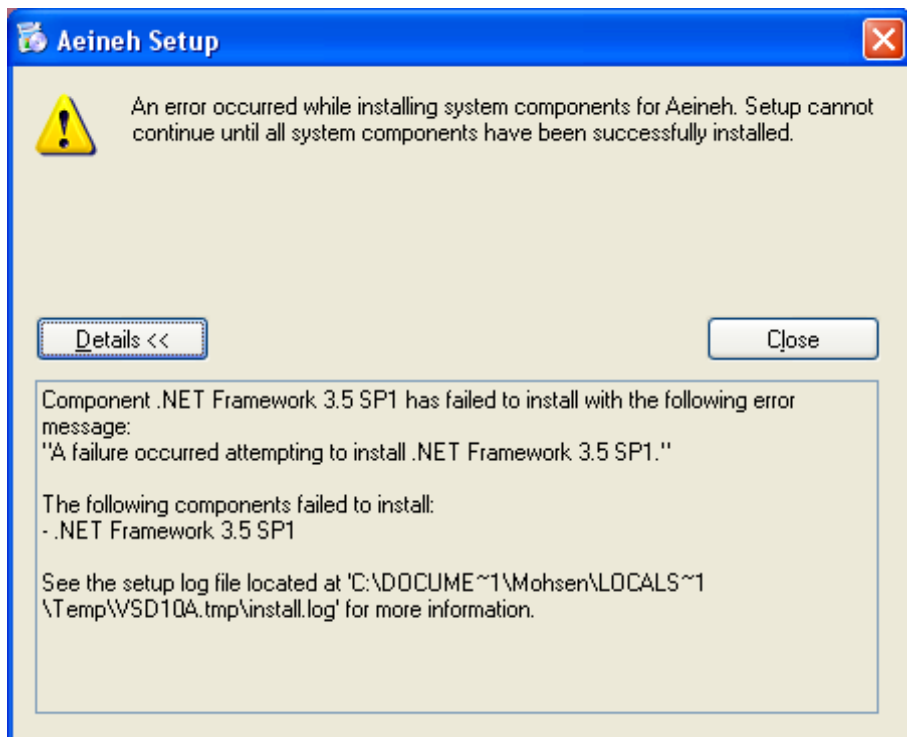 Aeineh Setup
An error occurred while installing system components for Aeineh. Setup cannot
continue until all system components have been successfully installed.
Details <<
Close
Component .NET Framework 3.5 SP1 has failed to install with the following error
message:
"A failure occurred attempting to install .NET Framework 3.5 SP1."
The following components failed to install:
- .NET Framework 3.5 SP1
See the setup log file located at 'C:\DOCUME~1\Mohsen\LOCALS~1
\Temp\VSD10A.tmp\install.log' for more information.